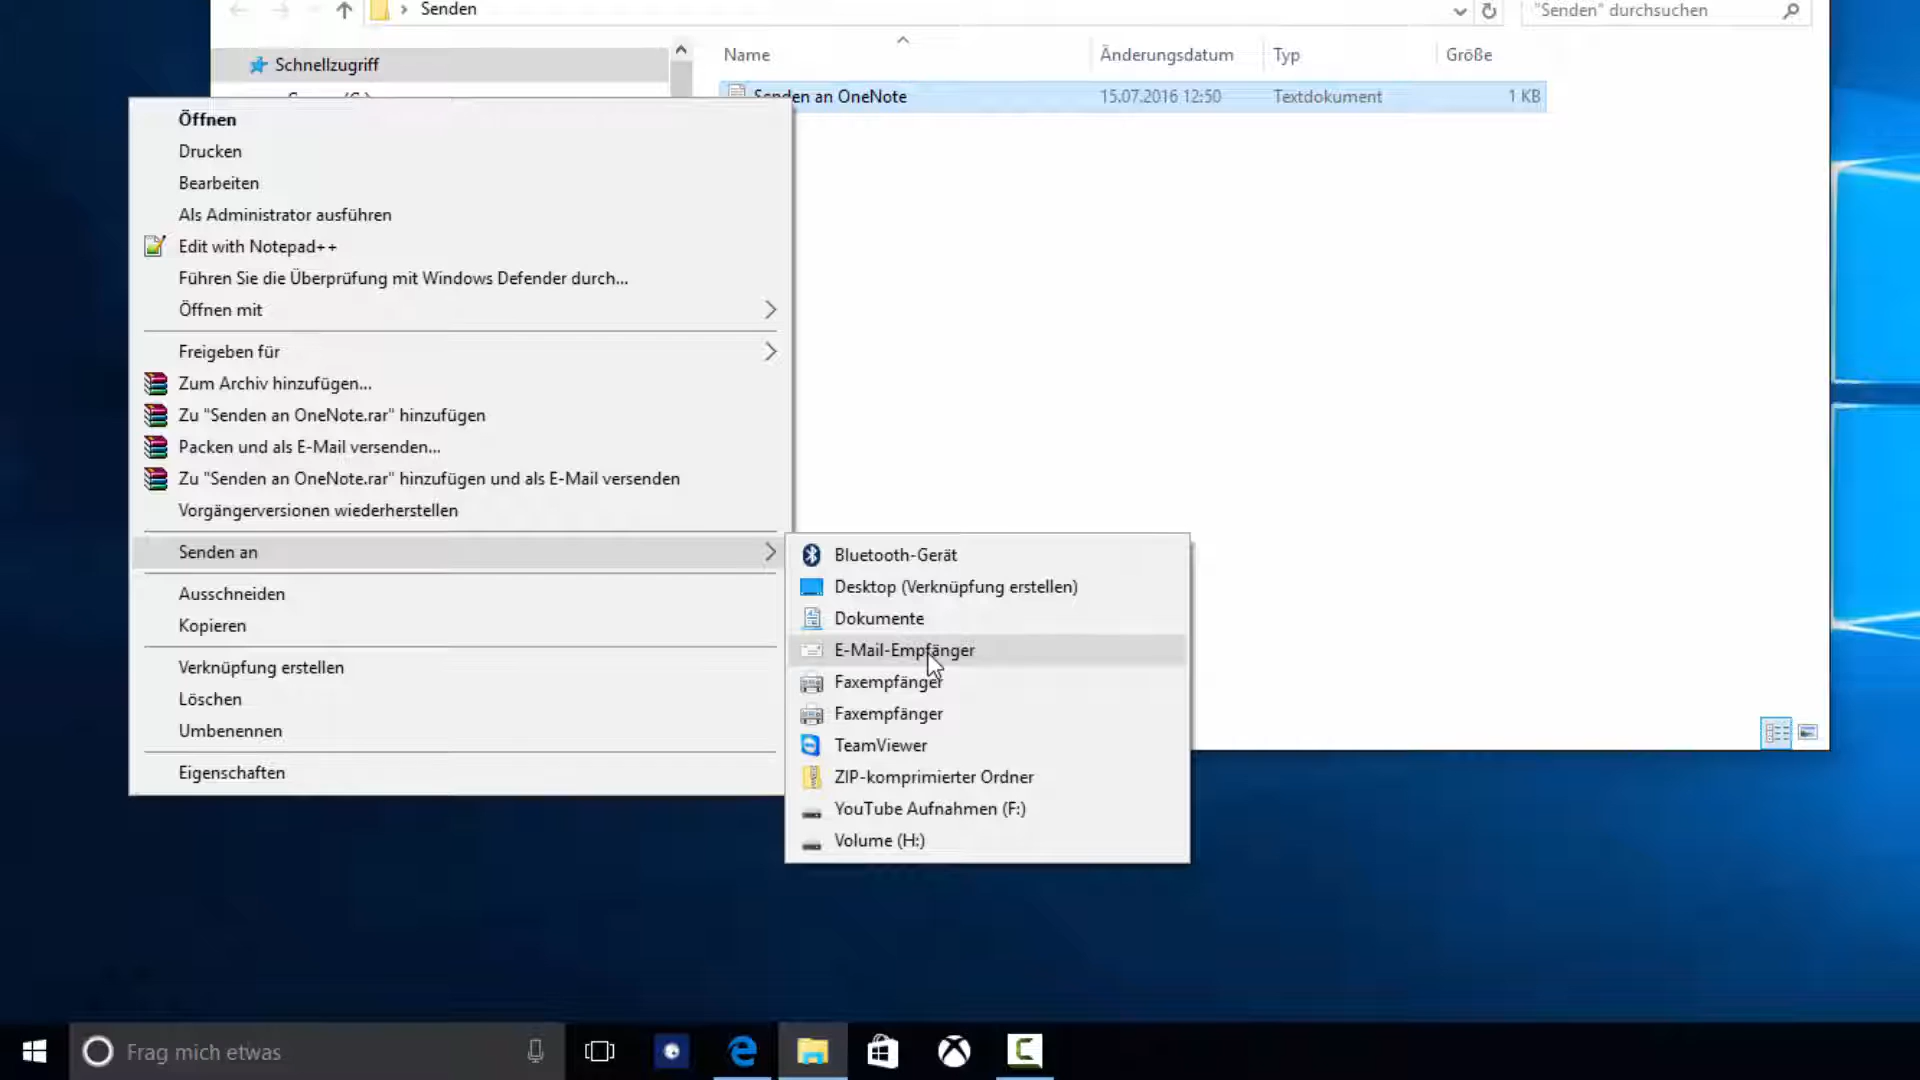 Senden
"Senden" durchsuchen
Schnellzugriff
Name
Änderungsdatum
Typ
Größe
Senden an OneNote
15.07.2016 12:50
Textdokument
1 KB
Öffnen
Drucken
Bearbeiten
Als Administrator ausführen
Edit with Notepad++
Führen Sie die Überprüfung mit Windows Defender durch...
Öffnen mit
Freigeben für
Zum Archiv hinzufügen...
Zu "Senden an OneNote.rar" hinzufügen
Packen und als E-Mail versenden...
Zu "Senden an OneNote.rar" hinzufügen und als E-Mail versenden
Vorgängerversionen wiederherstellen
Senden an
Ausschneiden
Kopieren
Verknüpfung erstellen
Löschen
Umbenennen
Eigenschaften
Bluetooth-Gerät
Desktop (Verknüpfung erstellen)
Dokumente
E-Mail-Empfänger
Faxempfänger
Faxempfänger
TeamViewer
ZIP-komprimierter Ordner
YouTube Aufnahmen (F:)
Volume (H:)
Frag mich etwas